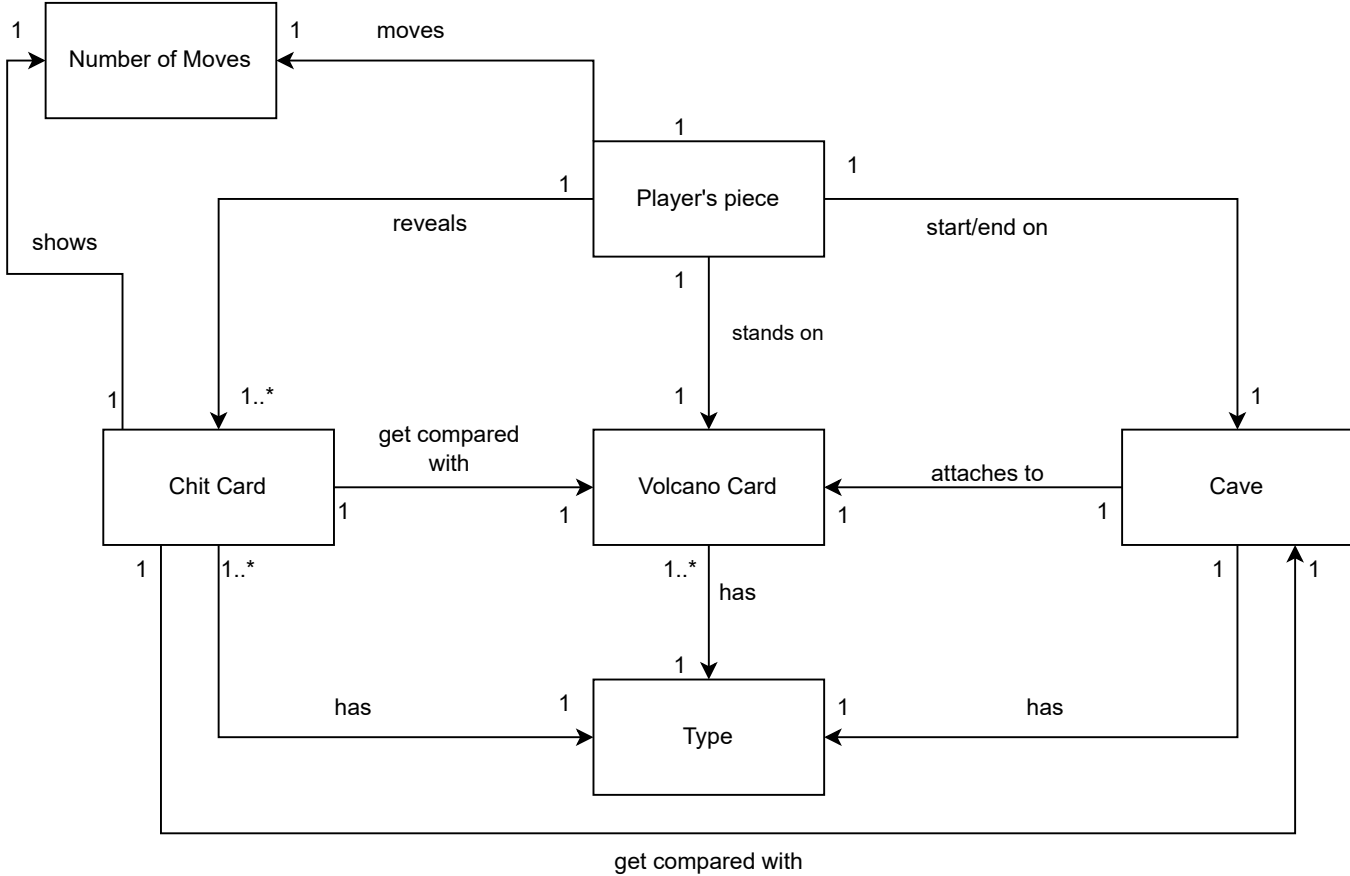 1
Number of Moves
1
moves
1
1
Player's piece
1
reveals
start/end on
shows
1
stands on
1
1..*
1
1
get compared
with
Chit Card
Volcano Card
attaches to
Cave
1
1
1
1
1
1..*
1..*
has
1
1
1
has
1
1
has
Type
get compared with